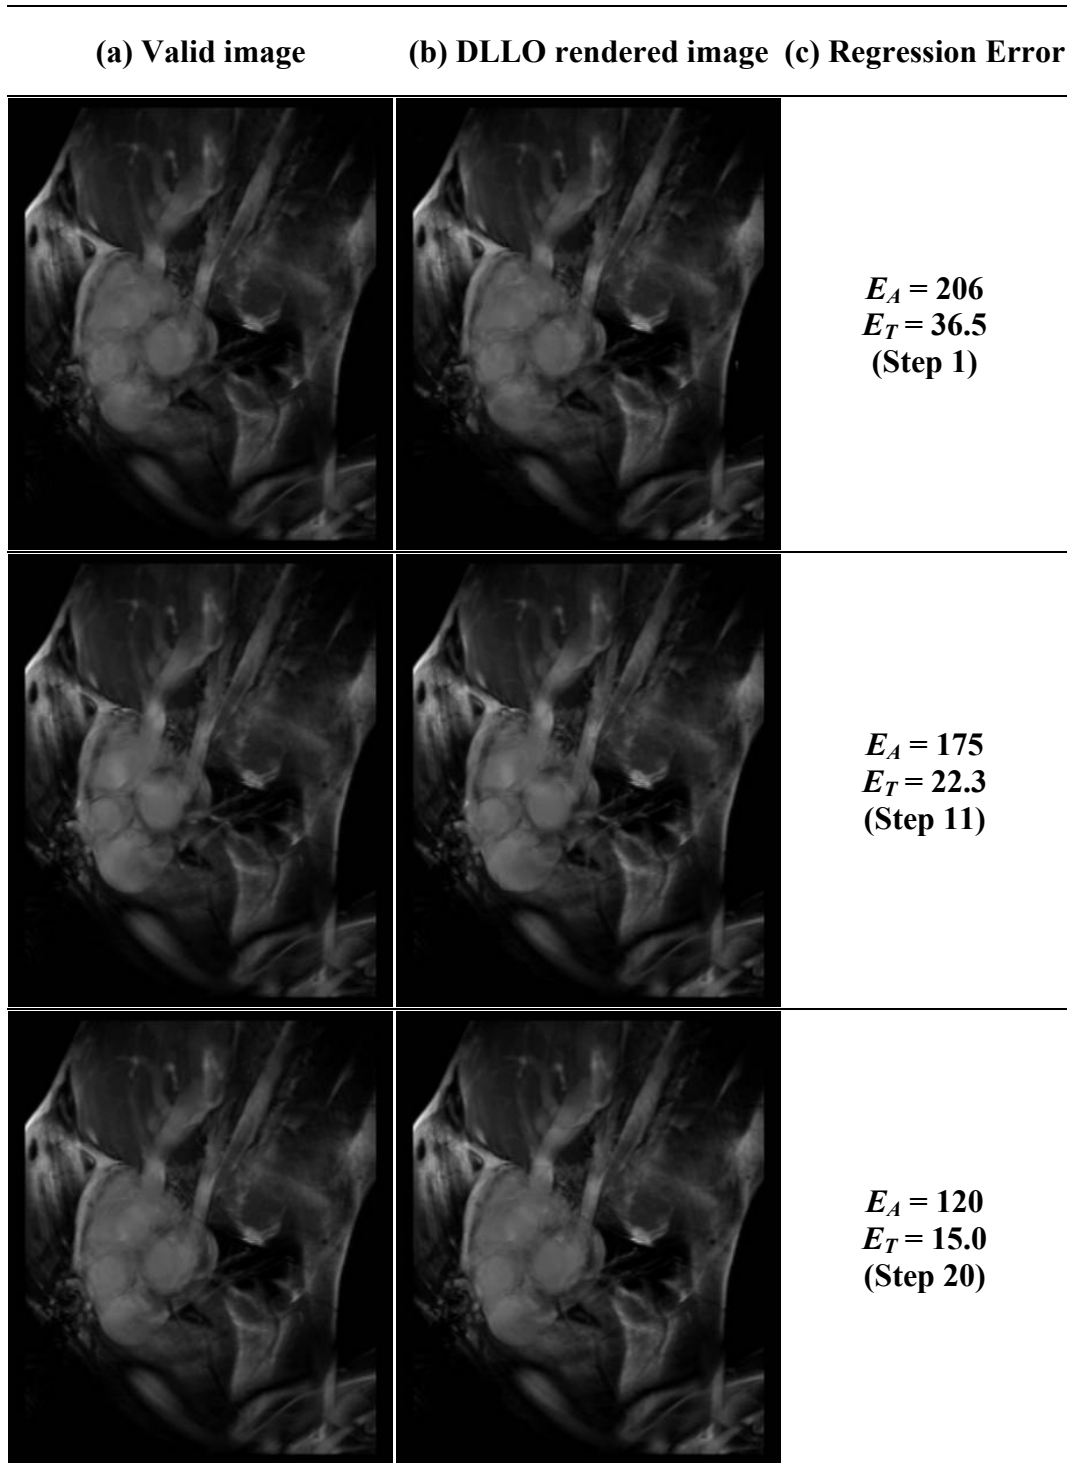 (a) Valid image (b) DLLO rendered image (c) Regression Error
E_A = 206
E_T = 36.5
(Step 1)
E_A = 175
E_T = 22.3
(Step 11)
E_A = 120
E_T = 15.0
(Step 20)